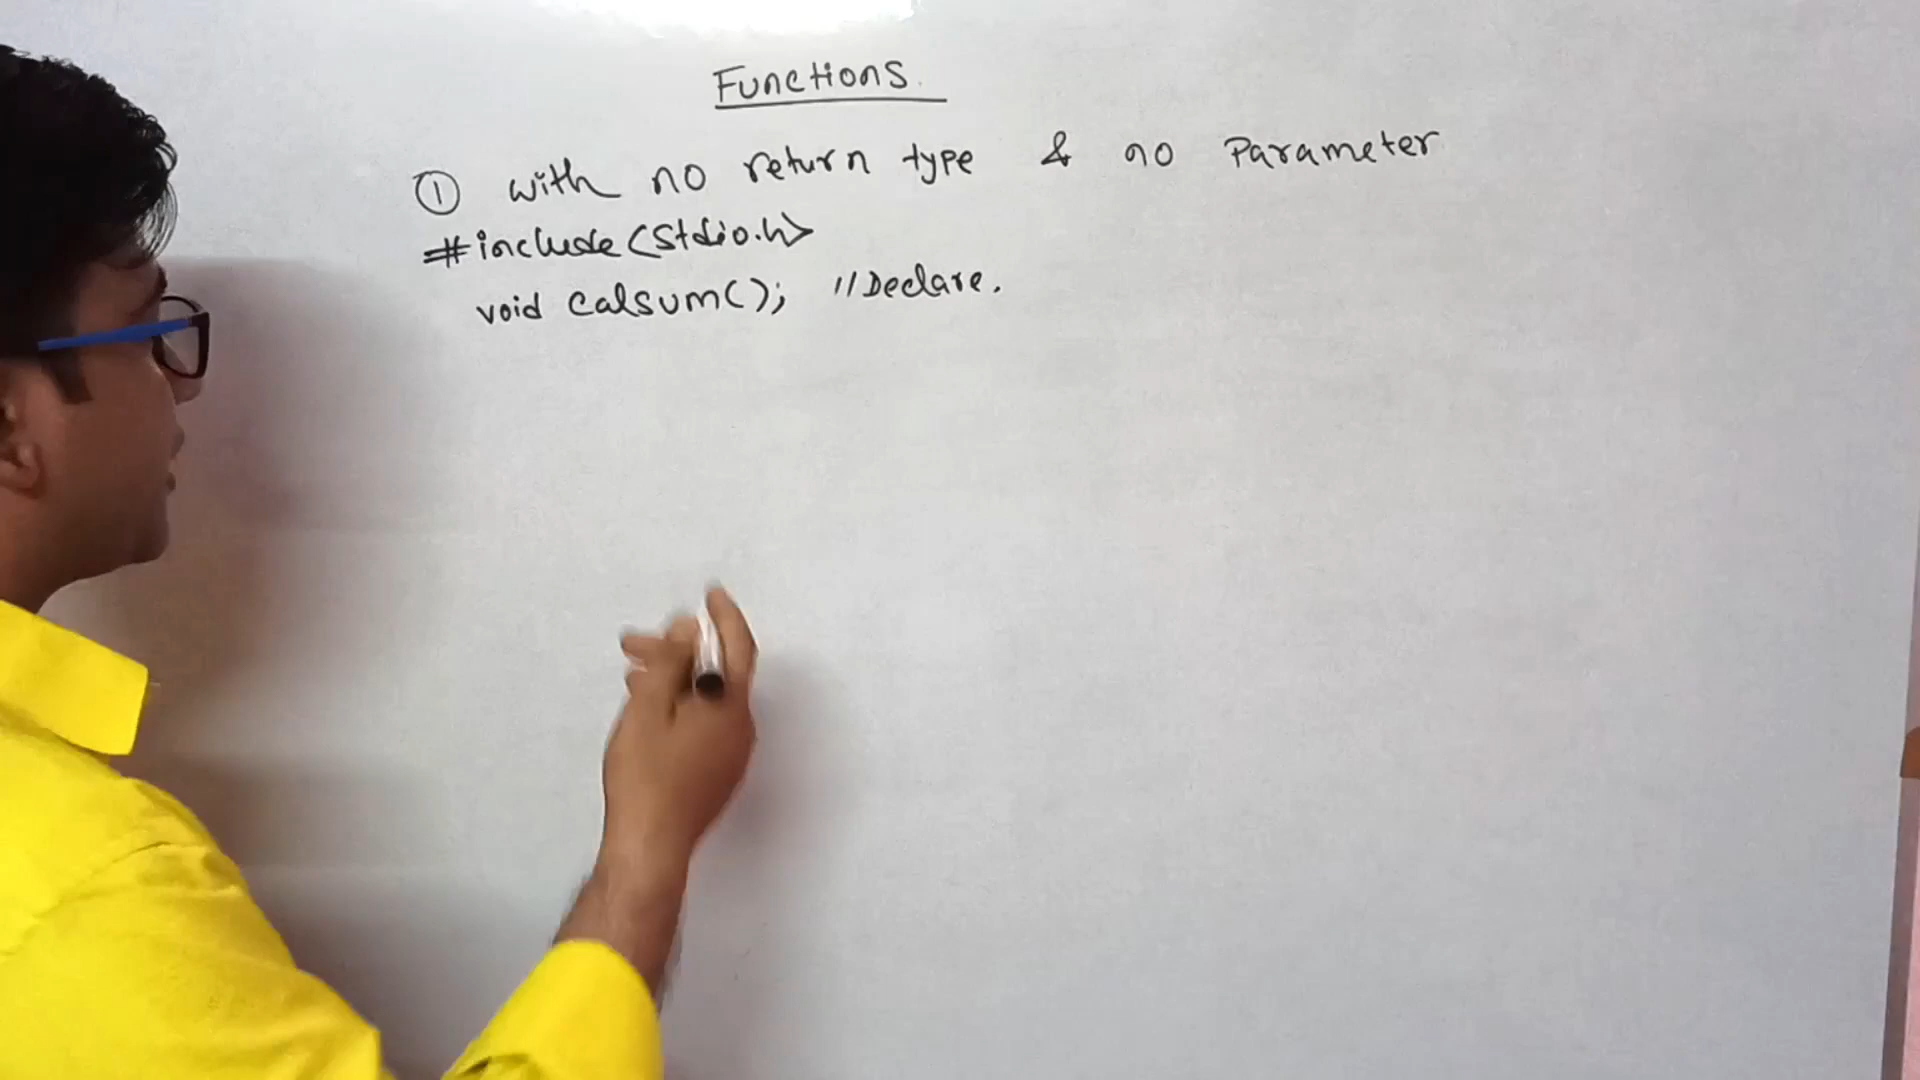 Functions.
① with no return type & no Parameter
#include<stdio.h>
void calsum(); //Declare.